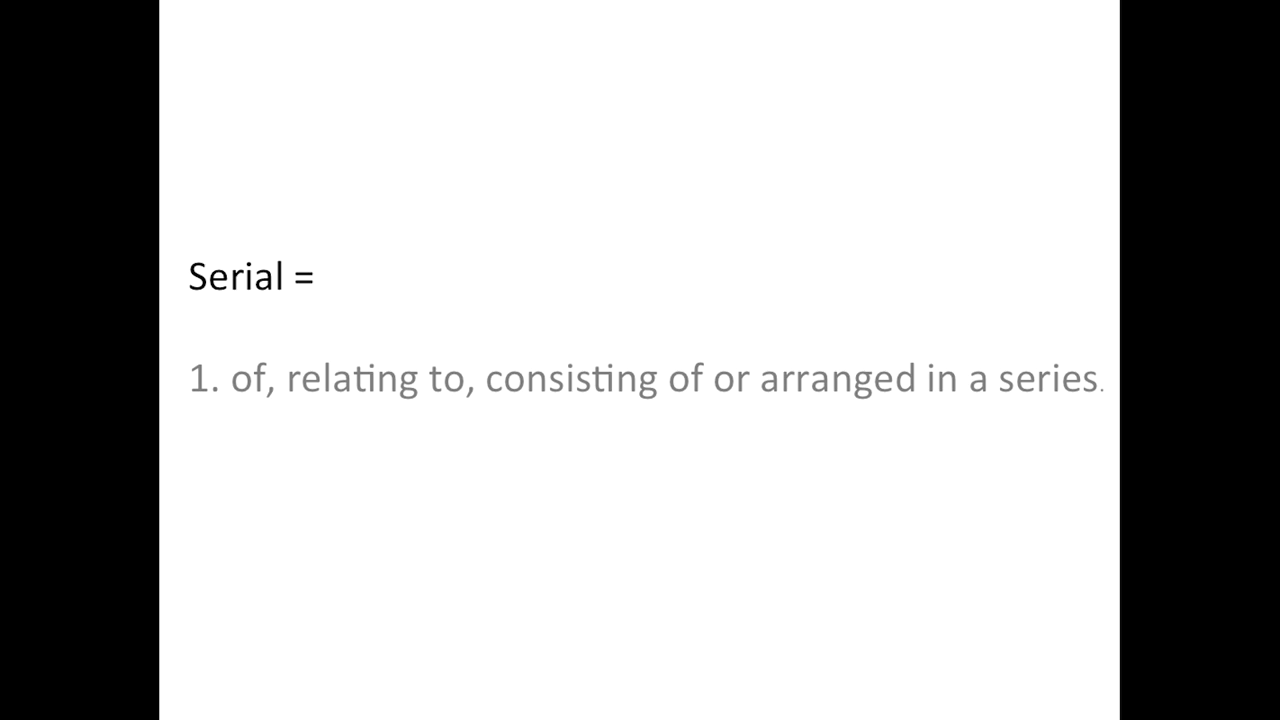 Serial =
1. of, relating to, consisting of or arranged in a series.